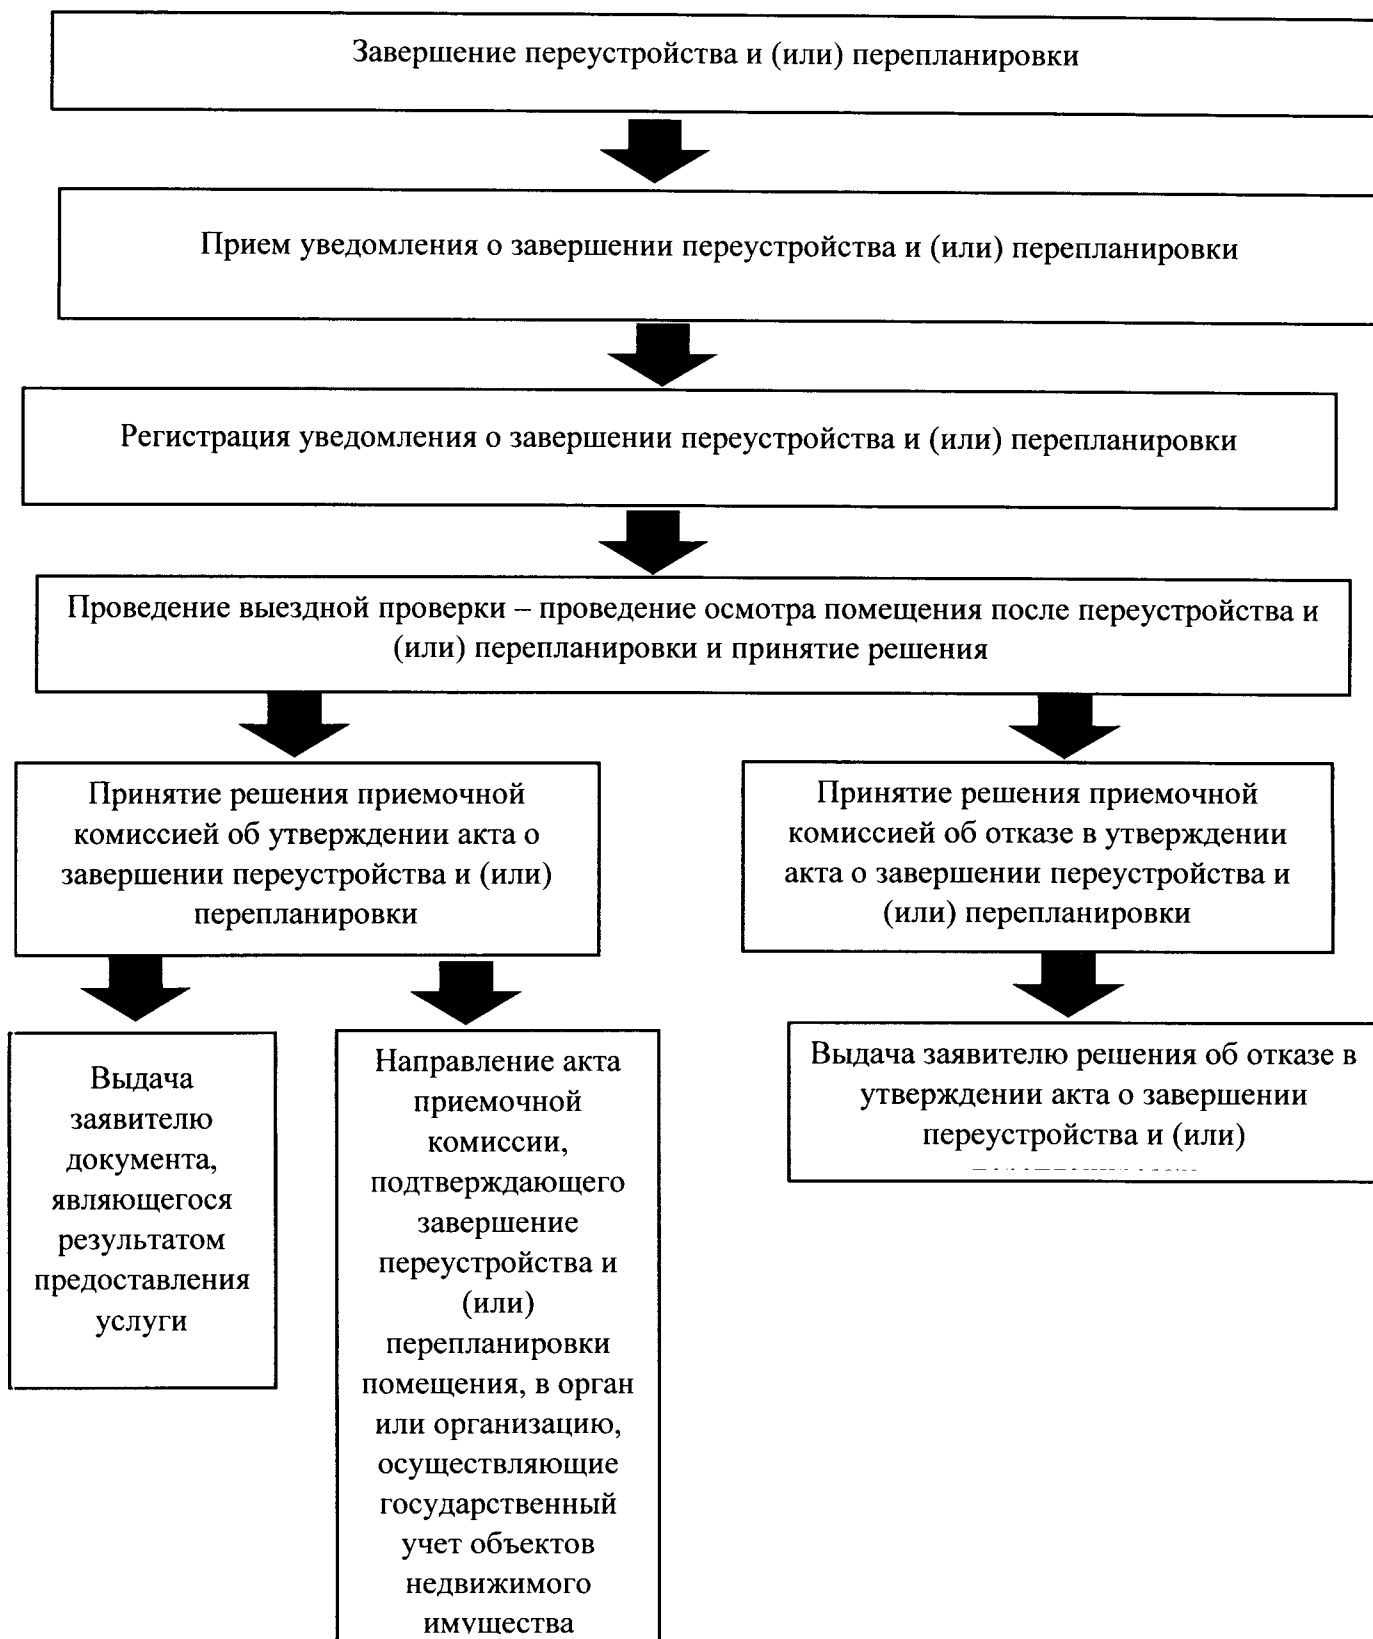 Завершение переустройства и (или) перепланировки
Прием уведомления о завершении переустройства и (или) перепланировки
Регистрация уведомления о завершении переустройства и (или) перепланировки
Проведение выездной проверки – проведение осмотра помещения после переустройства и
(или) перепланировки и принятие решения
Принятие решения приемочной
комиссией об утверждении акта о
завершении переустройства и (или)
перепланировки
Принятие решения приемочной
комиссией об отказе в утверждении
акта о завершении переустройства и
(или) перепланировки
Выдача
заявителю
документа,
являющегося
результатом
предоставления
услуги
Направление акта
приемочной
комиссии,
подтверждающего
завершение
переустройства и
(или)
перепланировки
помещения, в орган
или организацию,
осуществляющие
государственный
учет объектов
недвижимого
имущества
Выдача заявителю решения об отказе в
утверждении акта о завершении
переустройства и (или)